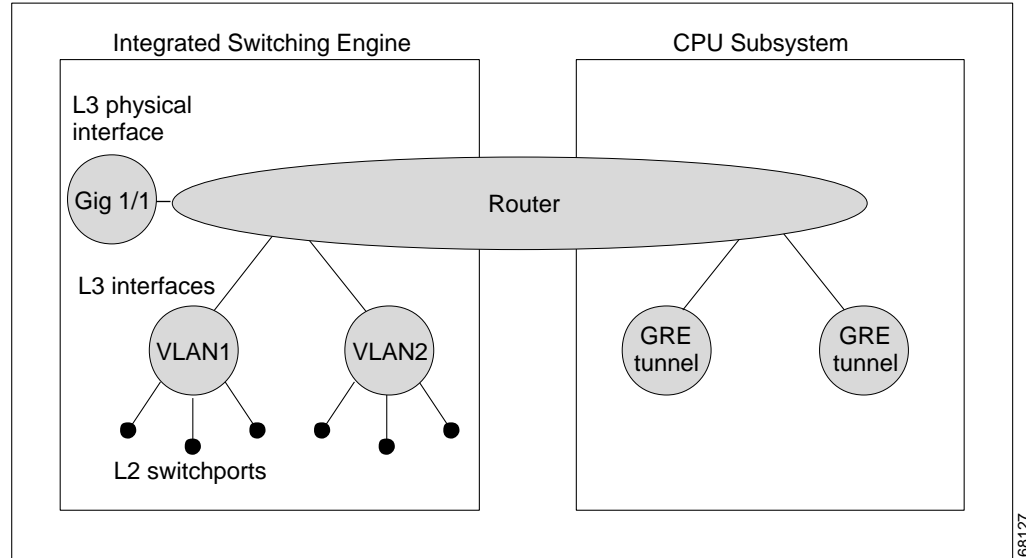 Integrated Switching Engine
CPU Subsystem
L3 physical
interface
Gig 1/1
Router
L3 interfaces
VLAN1
VLAN2
GRE
tunnel
GRE
tunnel
L2 switchports
68127